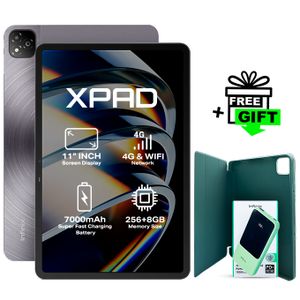 XPAD
11" INCH
Screen Display
4G
4G & WIFI
Network
7000mAh
Super Fast Charging
Battery
256+8GB
Memory Size
Infinix
+
FREE
GIFT